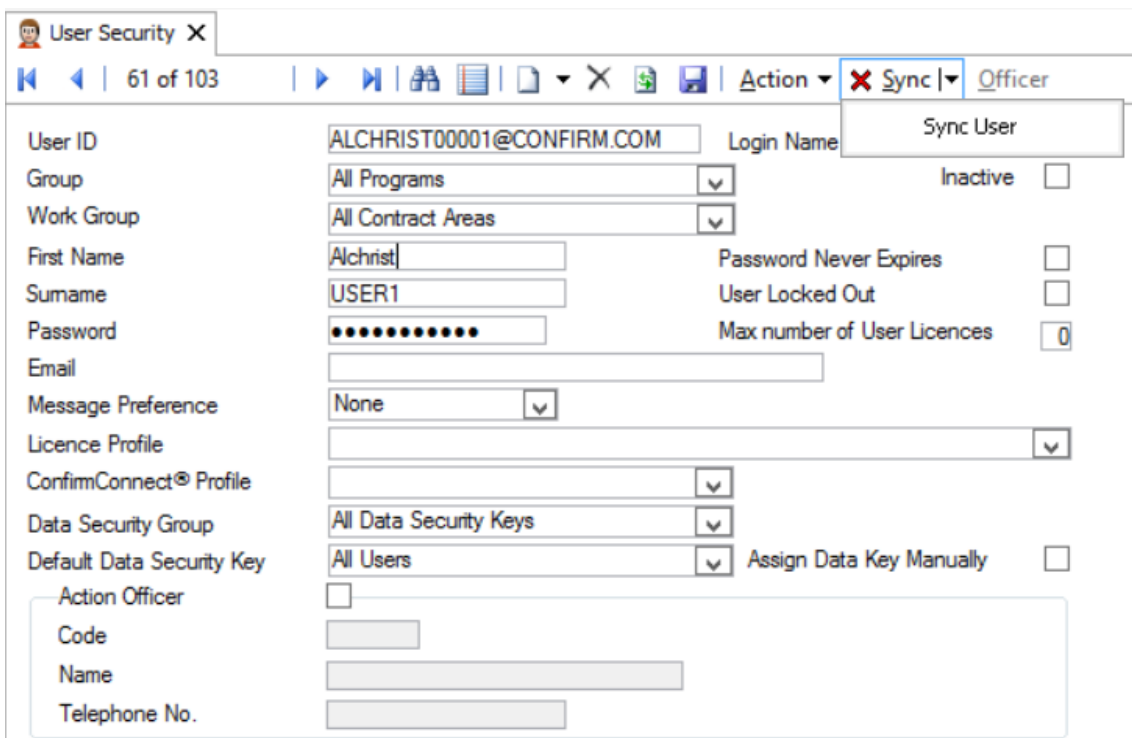 User Security
61 of 103 Action Sync Officer
Sync User
User ID ALCHRIST00001@CONFIRM.COM Login Name
Group All Programs Inactive
Work Group All Contract Areas
First Name Alchrist Password Never Expires
Surname USER1 User Locked Out
Password ●●●●●●●●●●● Max number of User Licences 0
Email
Message Preference None
Licence Profile
ConfirmConnect® Profile
Data Security Group All Data Security Keys
Default Data Security Key All Users Assign Data Key Manually
Action Officer
Code
Name
Telephone No.